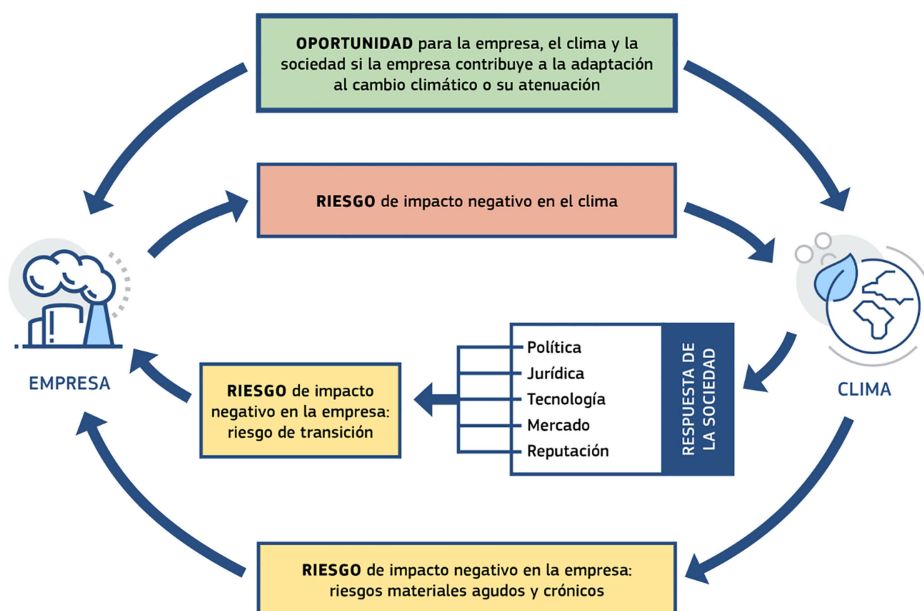 OPORTUNIDAD para la empresa, el clima y la
sociedad si la empresa contribuye a la adaptación
al cambio climático o su atenuación
RIESGO de impacto negativo en el clima
EMPRESA
RIESGO de impacto
negativo en la empresa:
riesgo de transición
Política
Jurídica
Tecnología
Mercado
Reputación
RESPUESTA DE
LA SOCIEDAD
CLIMA
RIESGO de impacto negativo en la empresa:
riesgos materiales agudos y crónicos